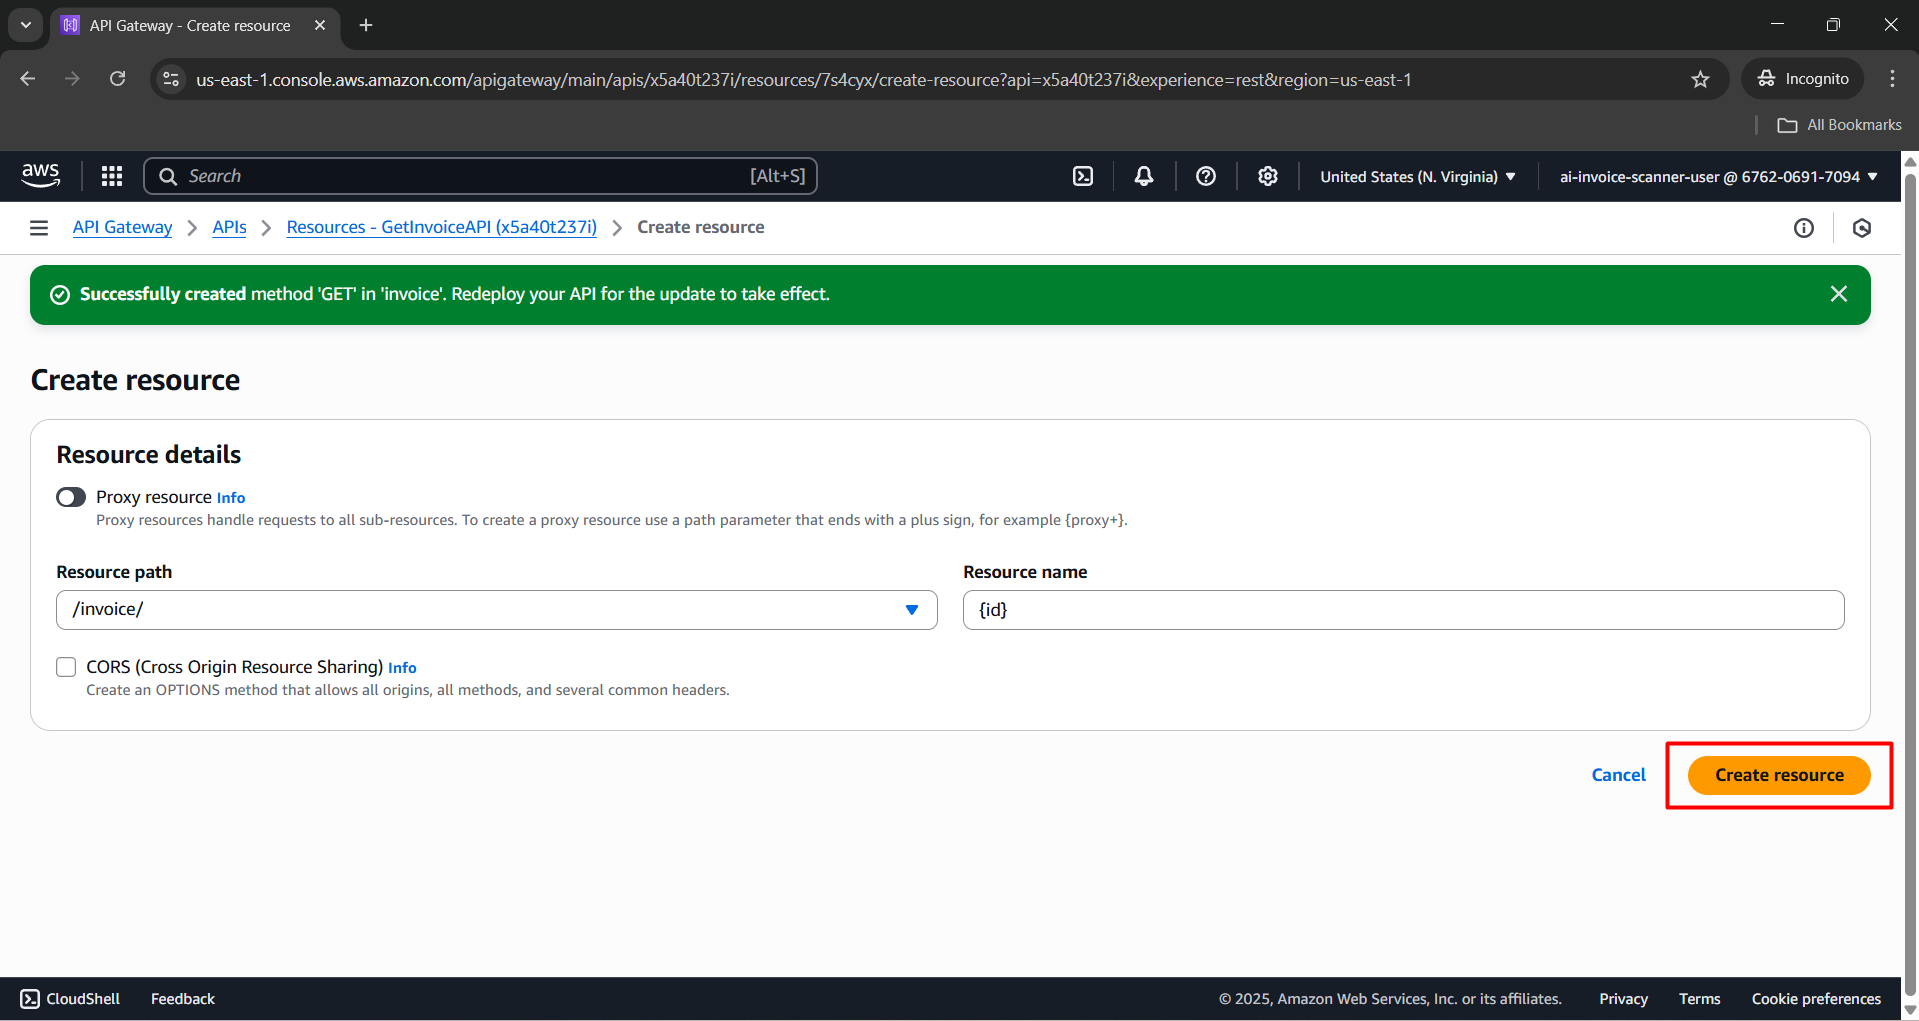 API Gateway - Create resource
us-east-1.console.aws.amazon.com/apigateway/main/apis/x5a40t237i/resources/7s4cyx/create-resource?api=x5a40t237i&experience=rest&region=us-east-1
Incognito
All Bookmarks
aws
Search [Alt+S]
United States (N. Virginia)
ai-invoice-scanner-user @ 6762-0691-7094
API Gateway
APIs
Resources - GetInvoiceAPI (x5a40t237i)
Create resource
Successfully created method 'GET' in 'invoice'. Redeploy your API for the update to take effect.
Create resource
Resource details
Proxy resource Info
Proxy resources handle requests to all sub-resources. To create a proxy resource use a path parameter that ends with a plus sign, for example {proxy+}.
Resource path
/invoice/
Resource name
{id}
CORS (Cross Origin Resource Sharing) Info
Create an OPTIONS method that allows all origins, all methods, and several common headers.
Cancel
Create resource
CloudShell
Feedback
© 2025, Amazon Web Services, Inc. or its affiliates.
Privacy
Terms
Cookie preferences